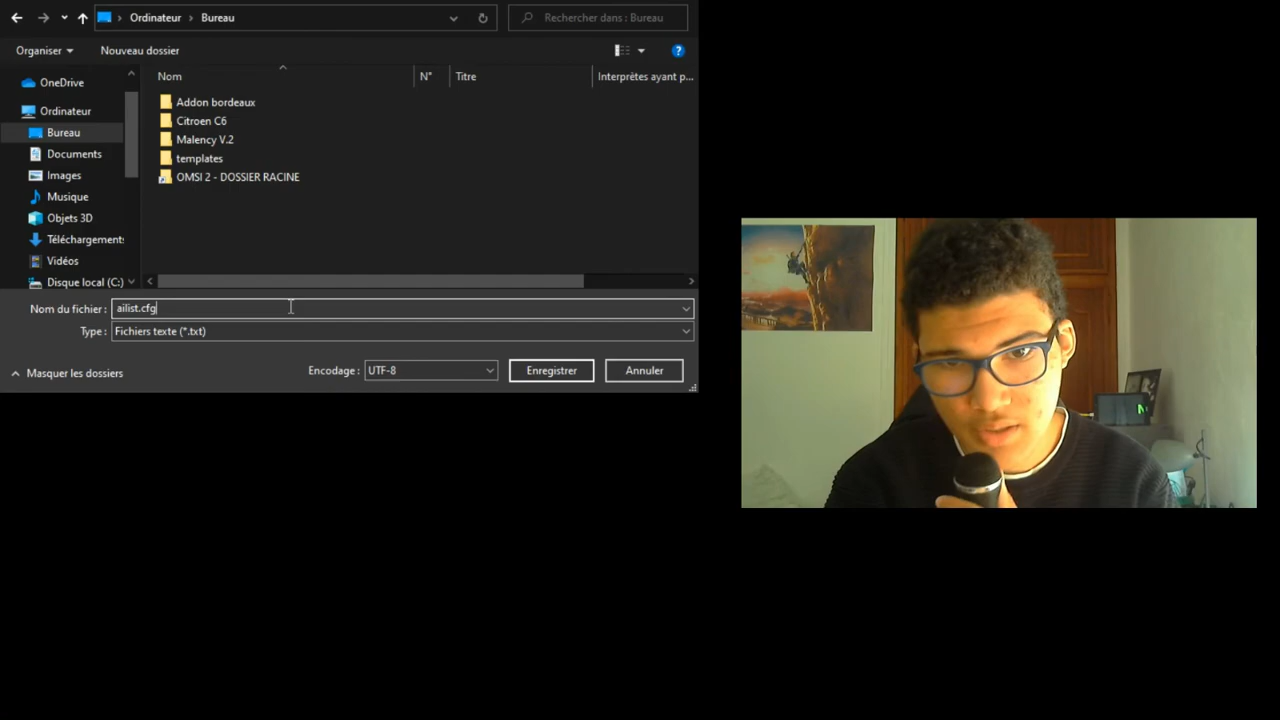 Ordinateur > Bureau
Rechercher dans : Bureau
Organiser
Nouveau dossier
Nom
N°
Titre
Interprètes ayant p...
OneDrive
Ordinateur
Bureau
Documents
Images
Musique
Objets 3D
Téléchargements
Vidéos
Disque local (C:)
Addon bordeaux
Citroen C6
Malency V.2
templates
OMSI 2 - DOSSIER RACINE
Nom du fichier : ailist.cfg
Type : Fichiers texte (*.txt)
Masquer les dossiers
Encodage : UTF-8
Enregistrer
Annuler